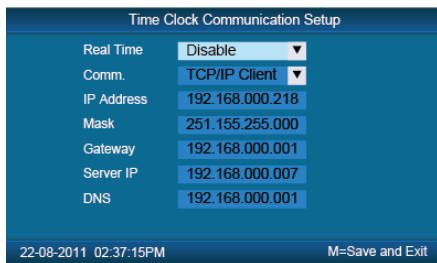 Time Clock Communication Setup
Real Time Disable
Comm. TCP/IP Client
IP Address 192.168.000.218
Mask 251.155.255.000
Gateway 192.168.000.001
Server IP 192.168.000.007
DNS 192.168.000.001
22-08-2011 02:37:15PM M=Save and Exit